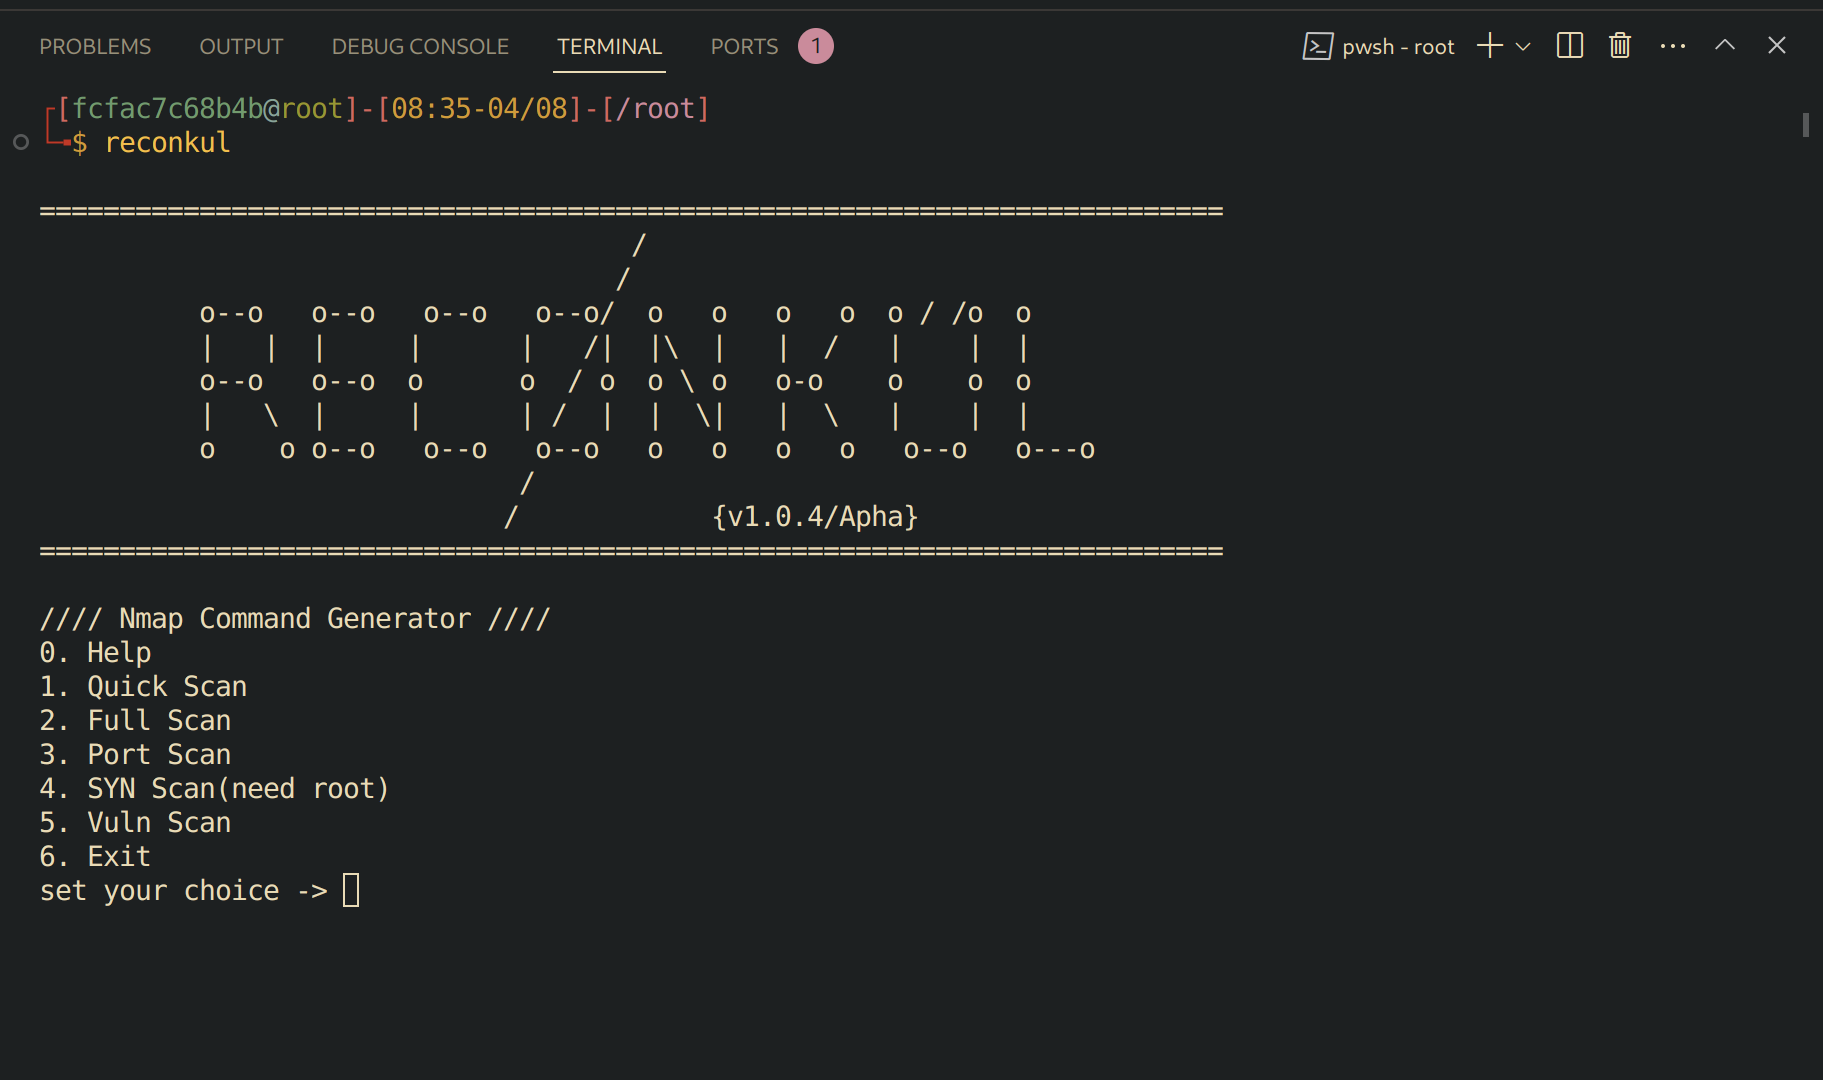 PROBLEMS OUTPUT DEBUG CONSOLE TERMINAL PORTS 1 pwsh - root
[fcfac7c68b4b@root]-[08:35-04/08]-[/root]
$ reconkul
==========================================================================
                                     /
                                    /
          o--o   o--o   o--o   o--o/  o   o   o   o  o / /o  o
          |   |  |     |      |   /|  |\  |   |  /   |    |  |
          o--o   o--o  o      o  / o  o \ o   o-o    o    o  o
          |   \  |     |      | /  |  |  \|   |  \   |    |  |
          o    o o--o   o--o   o--o   o   o   o   o   o--o   o---o
                              /
                             /            {v1.0.4/Apha}
==========================================================================
//// Nmap Command Generator ////
0. Help
1. Quick Scan
2. Full Scan
3. Port Scan
4. SYN Scan(need root)
5. Vuln Scan
6. Exit
set your choice ->